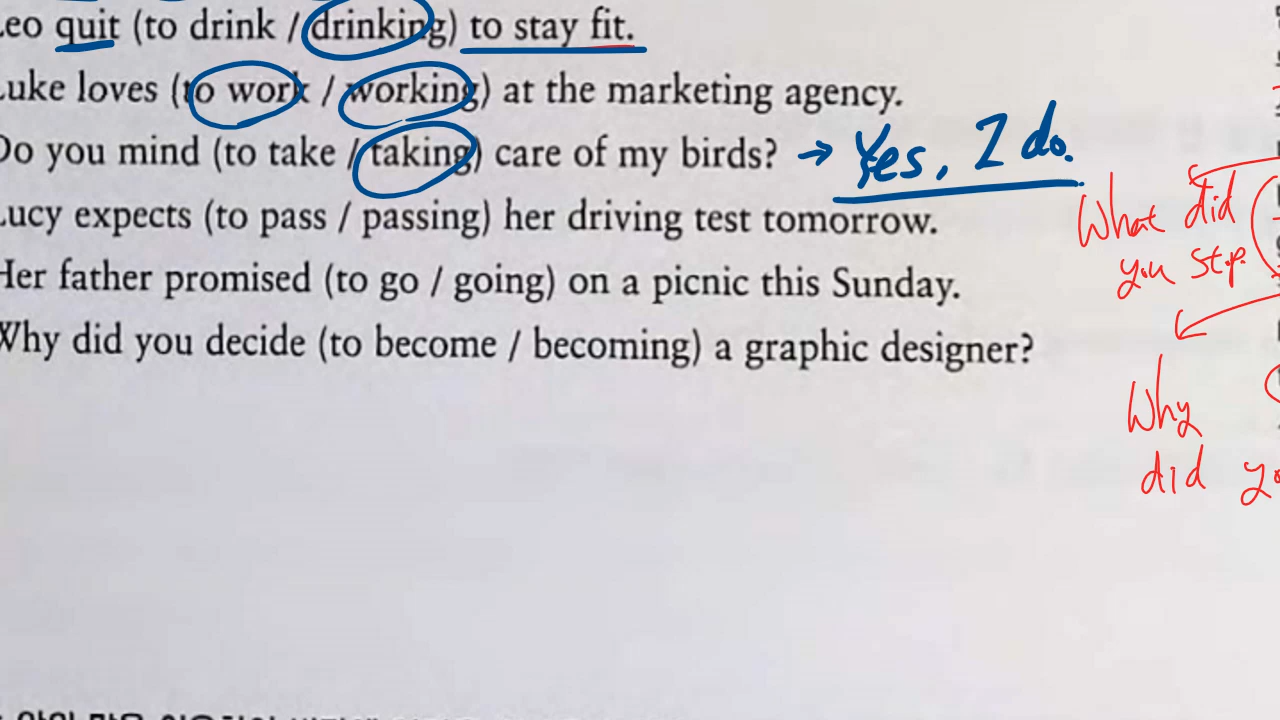 eo quit (to drink / drinking) to stay fit.
Luke loves (to work / working) at the marketing agency.
Do you mind (to take / taking) care of my birds? → Yes, I do.
Lucy expects (to pass / passing) her driving test tomorrow.
What did
you stop.
Her father promised (to go / going) on a picnic this Sunday.
Why did you decide (to become / becoming) a graphic designer?
Why
did yo